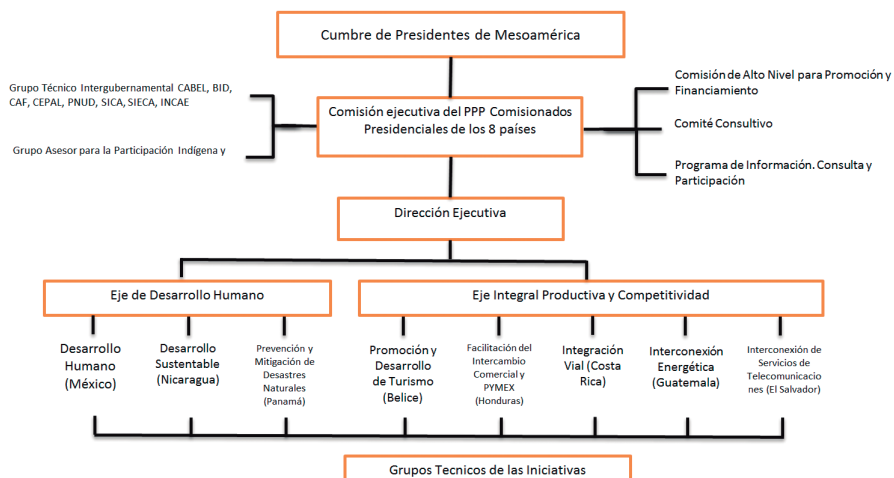 Cumbre de Presidentes de Mesoamérica
Grupo Técnico Intergubernamental CABEL, BID,
CAF, CEPAL, PNUD, SICA, SIECA, INCAE
Grupo Asesor para la Participación Indígena y
Comisión ejecutiva del PPP Comisionados
Presidenciales de los 8 países
Comisión de Alto Nivel para Promoción y
Financiamiento
Comité Consultivo
Programa de Información. Consulta y
Participación
Dirección Ejecutiva
Eje de Desarrollo Humano
Eje Integral Productiva y Competitividad
Desarrollo
Humano
(México)
Desarrollo
Sustentable
(Nicaragua)
Prevención y
Mitigación de
Desastres
Naturales
(Panamá)
Promoción y
Desarrollo
de Turismo
(Belice)
Facilitación del
Intercambio
Comercial y
PYMEX
(Honduras)
Integración
Vial (Costa
Rica)
Interconexión
Energética
(Guatemala)
Interconexión de
Servicios de
Telecomunicacio
nes (El Salvador)
Grupos Tecnicos de las Iniciativas